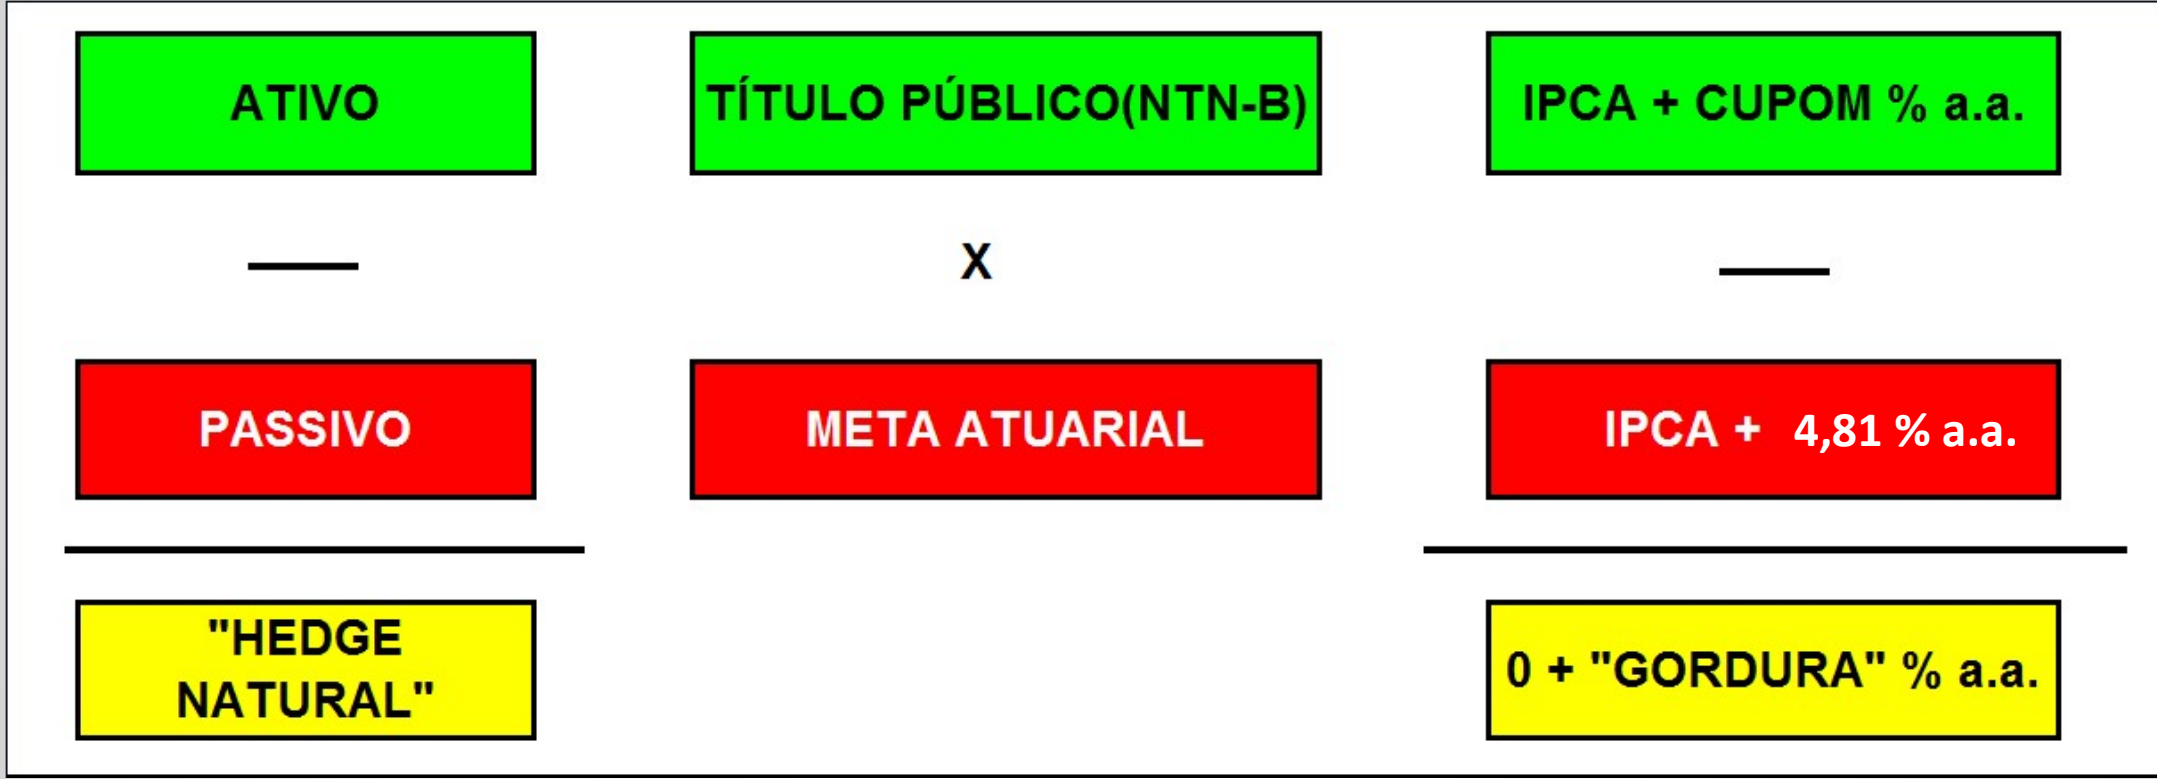 ATIVO
TÍTULO PÚBLICO(NTN-B)
IPCA + CUPOM % a.a.
X
PASSIVO
META ATUARIAL
IPCA + 4,81 % a.a.
"HEDGE
NATURAL"
0 + "GORDURA" % a.a.